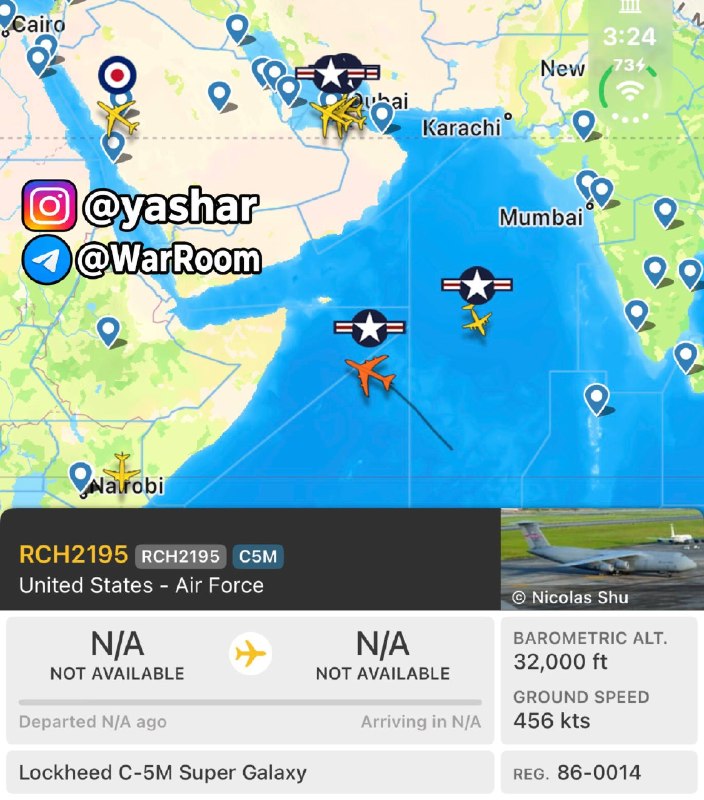 Cairo
3:24
73
New
Dubai
Karachi
@yashar
Mumbai
@WarRoom
Nairobi
RCH2195 RCH2195 C5M
United States - Air Force
© Nicolas Shu
N/A
NOT AVAILABLE
N/A
NOT AVAILABLE
Departed N/A ago
Arriving in N/A
BAROMETRIC ALT.
32,000 ft
GROUND SPEED
456 kts
Lockheed C-5M Super Galaxy
REG. 86-0014